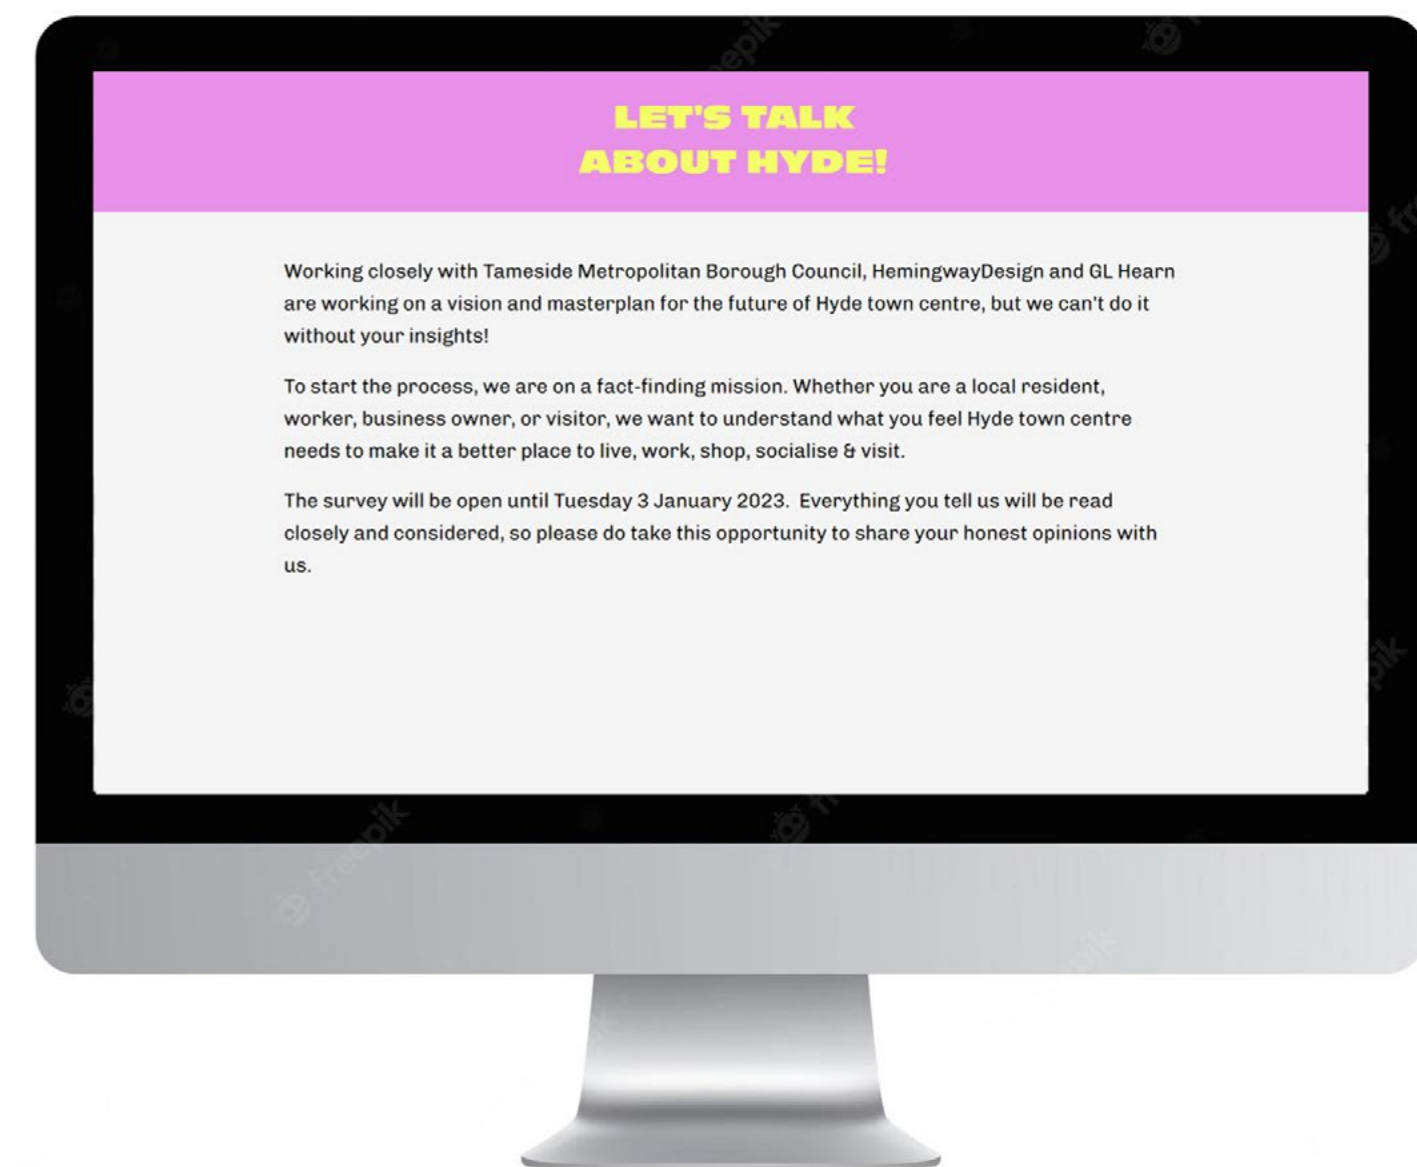 LET'S TALK
ABOUT HYDE!
Working closely with Tameside Metropolitan Borough Council, HemingwayDesign and GL Hearn
are working on a vision and masterplan for the future of Hyde town centre, but we can't do it
without your insights!
To start the process, we are on a fact-finding mission. Whether you are a local resident,
worker, business owner, or visitor, we want to understand what you feel Hyde town centre
needs to make it a better place to live, work, shop, socialise & visit.
The survey will be open until Tuesday 3 January 2023.  Everything you tell us will be read
closely and considered, so please do take this opportunity to share your honest opinions with
us.
freepik